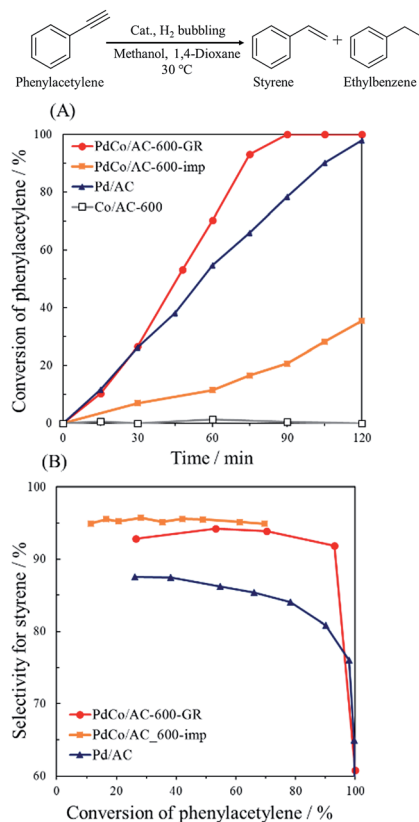 Cat., H2 bubbling
Methanol, 1,4-Dioxane
30 ºC
Phenylacetylene
Styrene
+
Ethylbenzene
(A)
Conversion of phenylacetylene / %
100
80
60
40
20
0
PdCo/AC-600-GR
PdCo/AC-600-imp
Pd/AC
Co/AC-600
0 30 60 90 120
Time / min
(B)
Selectivity for styrene / %
100
90
80
70
60
PdCo/AC-600-GR
PdCo/AC_600-imp
Pd/AC
0 20 40 60 80 100
Conversion of phenylacetylene / %